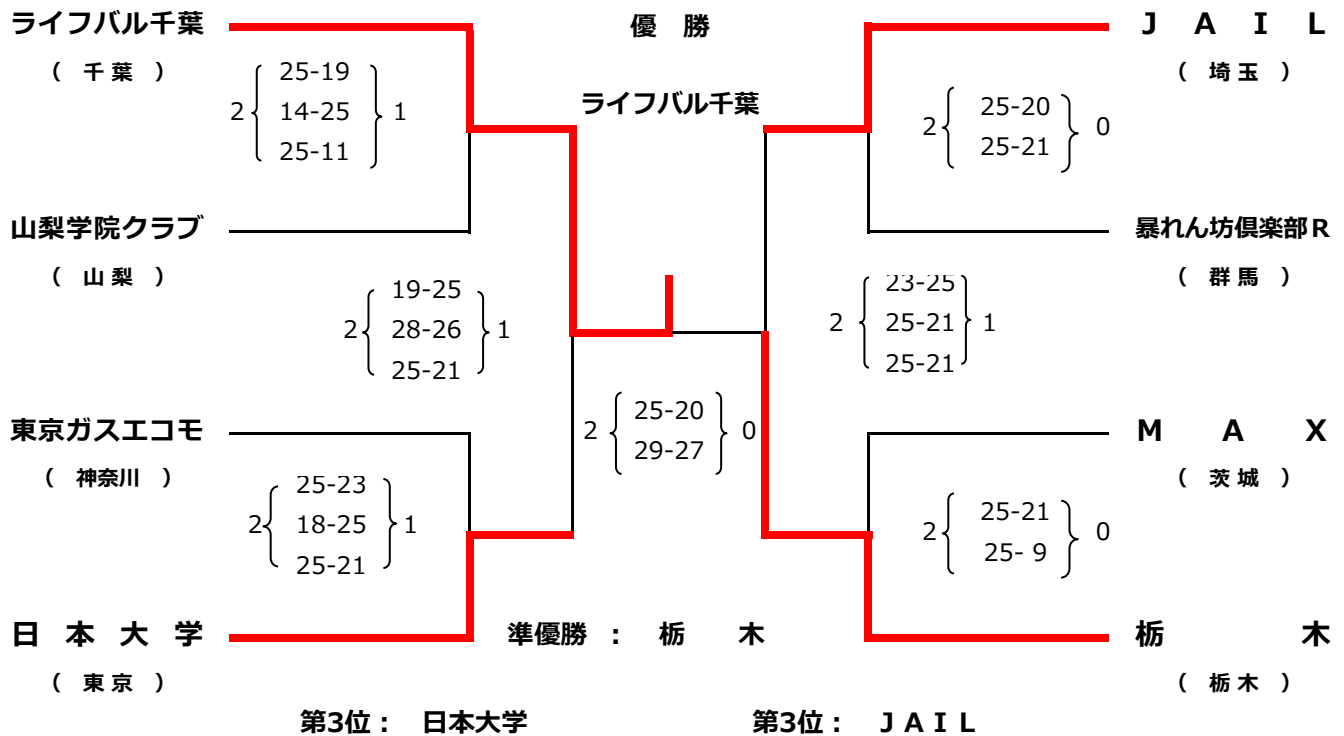 ライフバル千葉 優 勝 J A I L
( 千 葉 ) ( 埼 玉 )
25-19
2 14-25 1
25-11
ライフバル千葉
25-20
2 0
25-21
山梨学院クラブ 暴れん坊倶楽部R
( 山 梨 ) ( 群 馬 )
19-25
2 28-26 1
25-21
23-25
2 25-21 1
25-21
東京ガスエコモ M A X
( 神奈川 ) ( 茨 城 )
25-20
2 0
29-27
25-23
2 18-25 1
25-21
25-21
2 0
25- 9
日 本 大 学 準優勝 : 栃 木 栃 木
( 東 京 ) ( 栃 木 )
第3位: 日本大学 第3位: J A I L